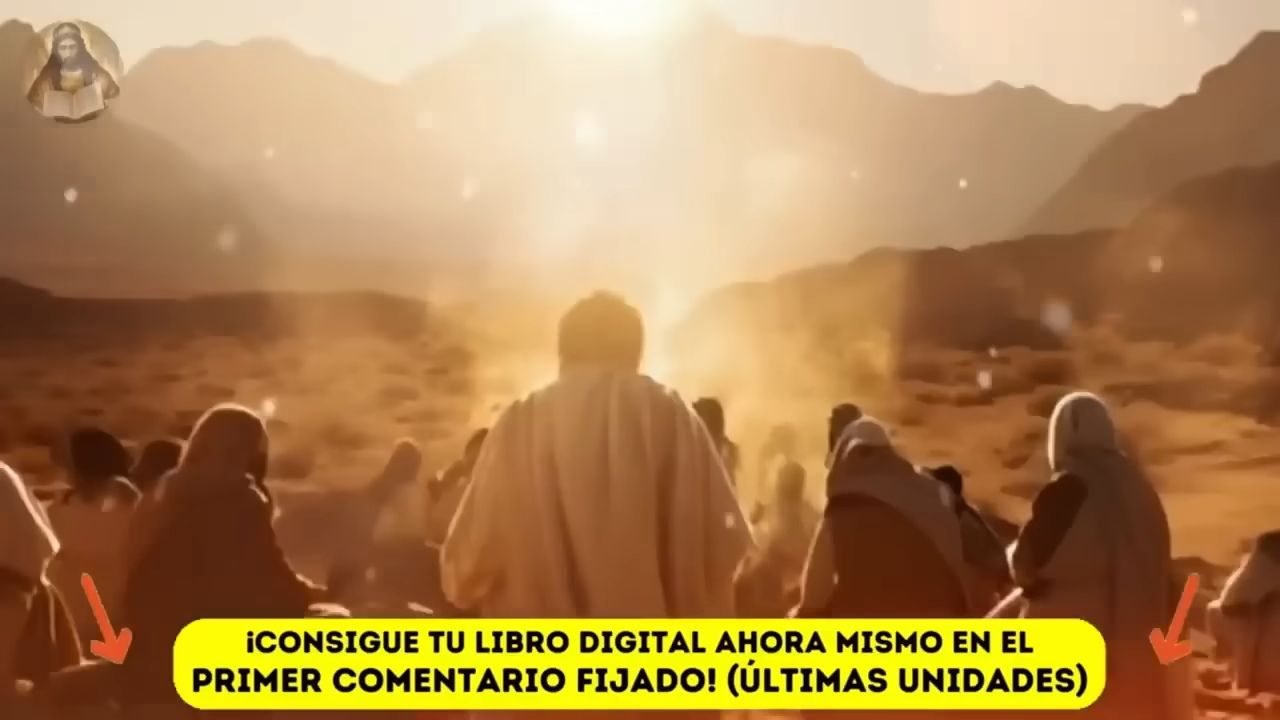 ¡CONSIGUE TU LIBRO DIGITAL AHORA MISMO EN EL
PRIMER COMENTARIO FIJADO! (ÚLTIMAS UNIDADES)